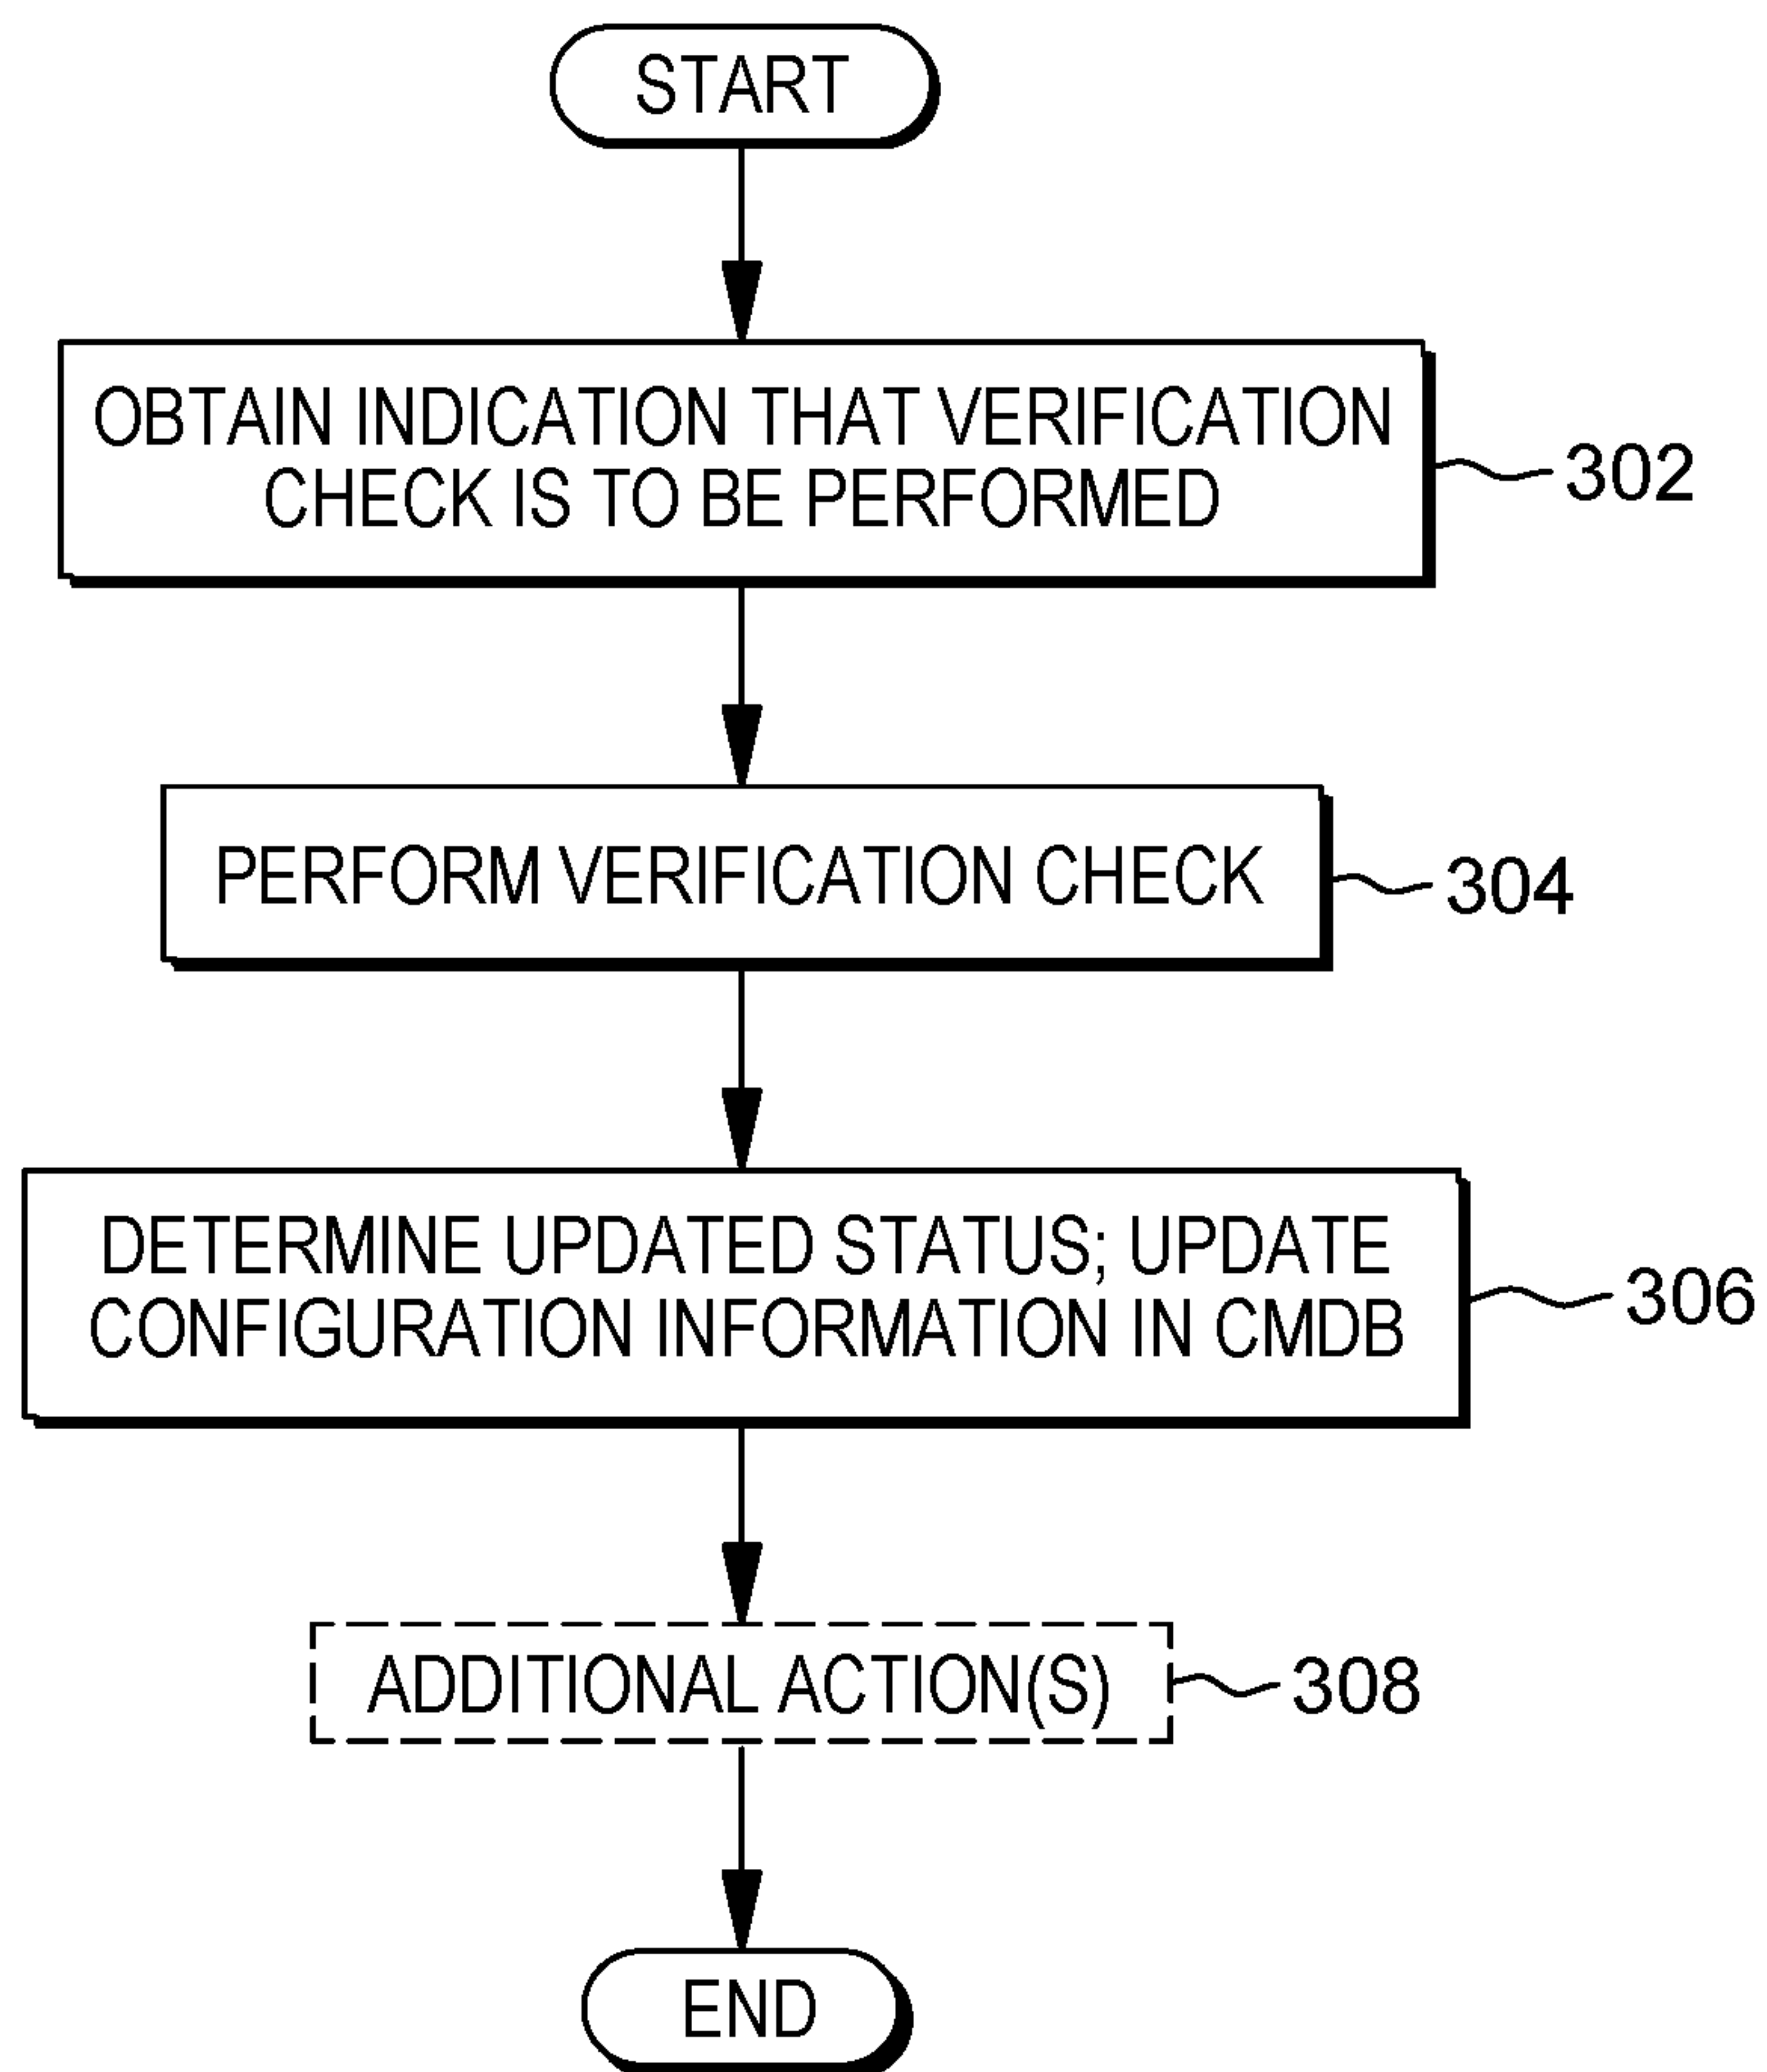 START
OBTAIN INDICATION THAT VERIFICATION
CHECK IS TO BE PERFORMED
302
PERFORM VERIFICATION CHECK
304
DETERMINE UPDATED STATUS; UPDATE
CONFIGURATION INFORMATION IN CMDB
306
ADDITIONAL ACTION(S)
308
END